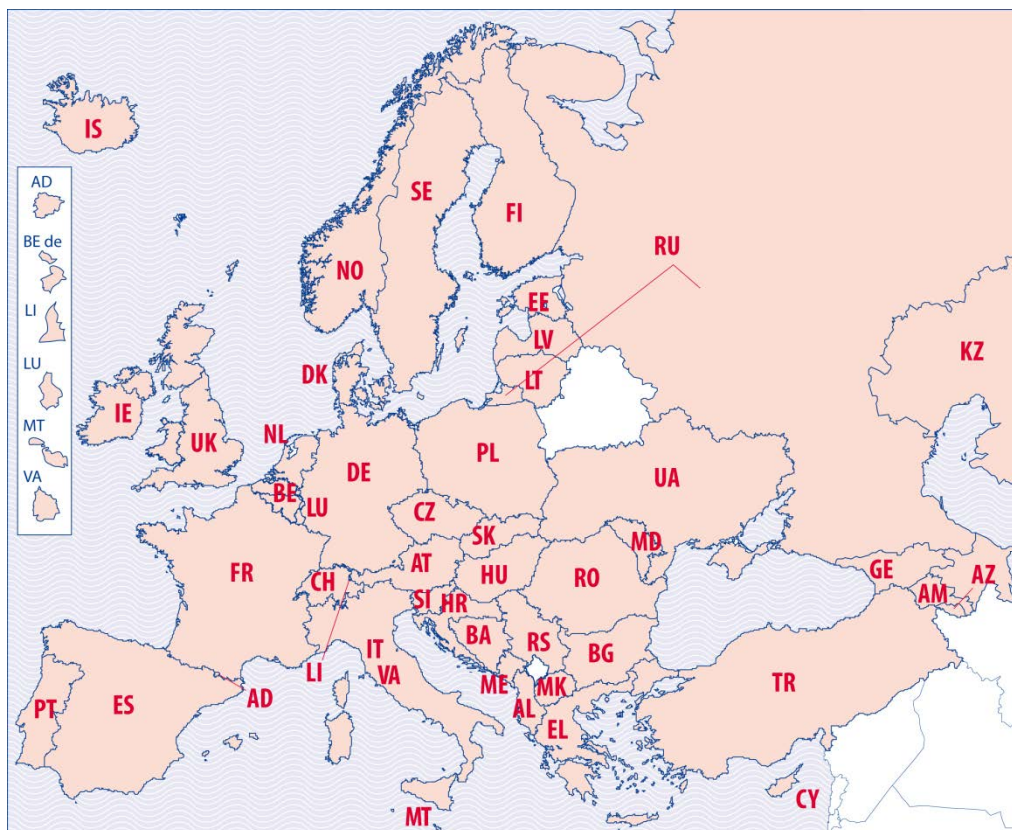 IS
AD
BE de
LI
LU
MT
VA
SE
FI
NO
RU
EE
LV
LT
KZ
DK
IE
UK
NL
DE
PL
UA
BE
LU
CZ
SK
MD
FR
CH
AT
HU
RO
GE
AZ
AM
SI
HR
BA
RS
BG
IT
VA
LI
ME
MK
TR
PT
ES
AD
AL
EL
CY
MT